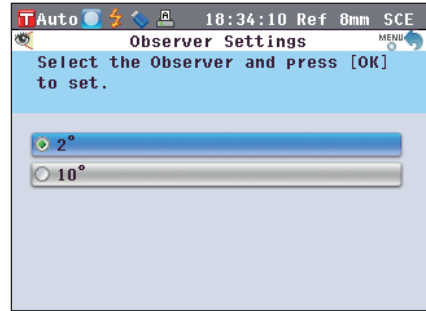 T Auto A 18:34:10 Ref 8mm SCE
Observer Settings MENU
Select the Observer and press [OK]
to set.
2°
10°